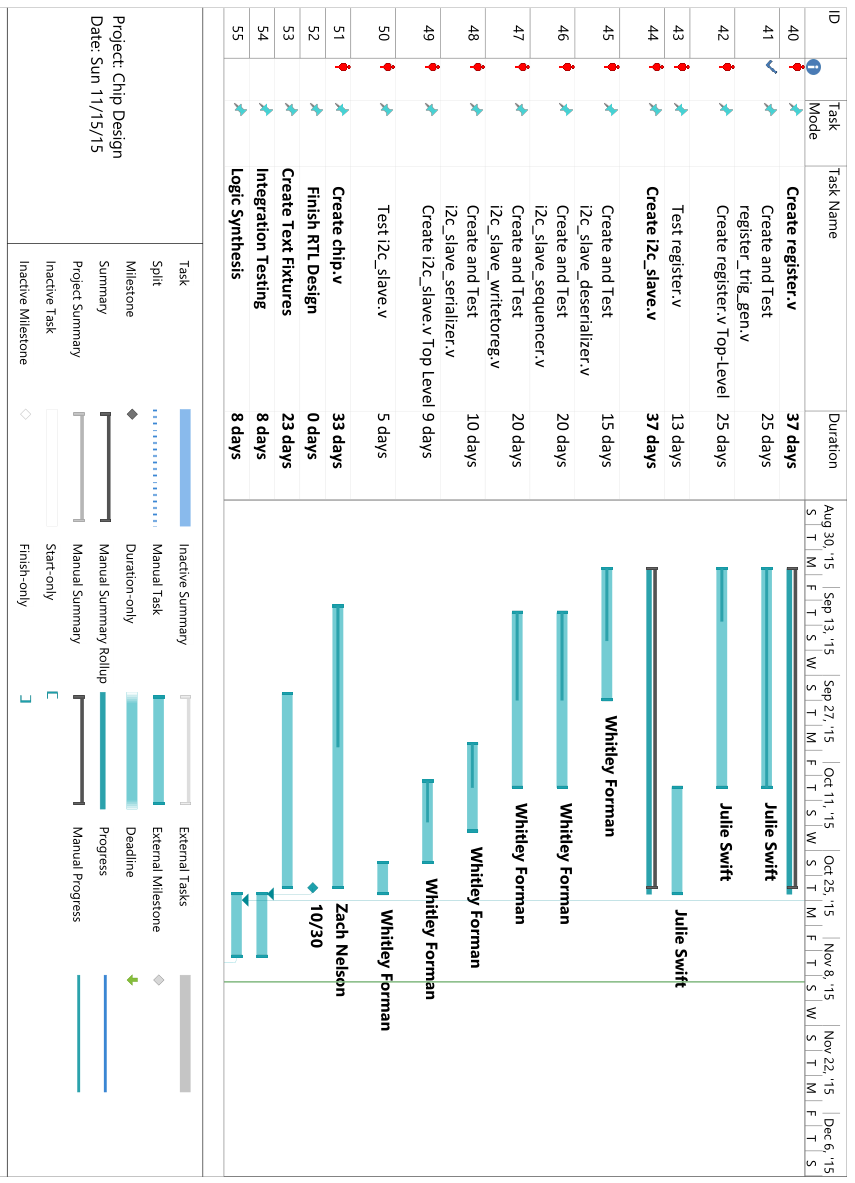 ID Task Mode Task Name Duration
Aug 30, '15 Sep 13, '15 Sep 27, '15 Oct 11, '15 Oct 25, '15 Nov 8, '15 Nov 22, '15 Dec 6, '15
S T M F T S W S T M F T S W S T M F T S W S T M F T S
40 Create register.v 37 days
41 Create and Test register_trig_gen.v 25 days Julie Swift
42 Create register.v Top-Level 25 days Julie Swift
43 Test register.v 13 days Julie Swift
44 Create i2c_slave.v 37 days
45 Create and Test i2c_slave_deserializer.v 15 days Whitley Forman
46 Create and Test i2c_slave_sequencer.v 20 days Whitley Forman
47 Create and Test i2c_slave_writetoreg.v 20 days Whitley Forman
48 Create and Test i2c_slave_serializer.v 10 days Whitley Forman
49 Create i2c_slave.v Top Level 9 days Whitley Forman
50 Test i2c_slave.v 5 days Whitley Forman
51 Create chip.v 33 days Zach Nelson
52 Finish RTL Design 0 days 10/30
53 Create Text Fixtures 23 days
54 Integration Testing 8 days
55 Logic Synthesis 8 days
Project: Chip Design
Date: Sun 11/15/15
Task
Split
Milestone
Summary
Project Summary
Inactive Task
Inactive Milestone
Inactive Summary
Manual Task
Duration-only
Manual Summary Rollup
Manual Summary
Start-only
Finish-only
External Tasks
External Milestone
Deadline
Progress
Manual Progress